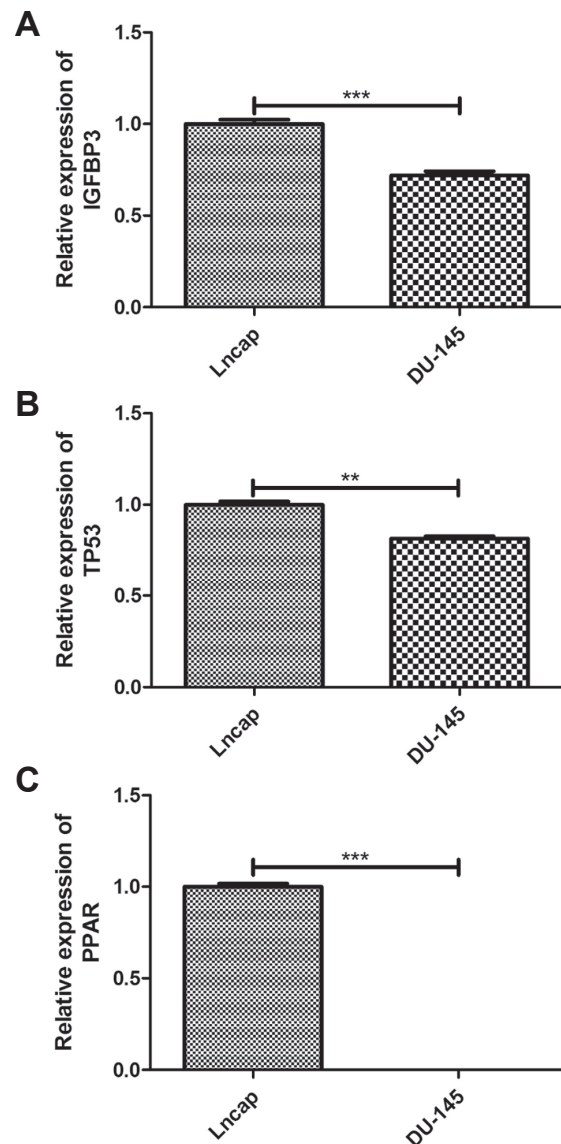 A
Relative expression of
IGFBP3
1.5
1.0
0.5
0.0
***
Lncap
DU-145
B
Relative expression of
TP53
1.5
1.0
0.5
0.0
**
Lncap
DU-145
C
Relative expression of
PPAR
1.5
1.0
0.5
0.0
***
Lncap
DU-145